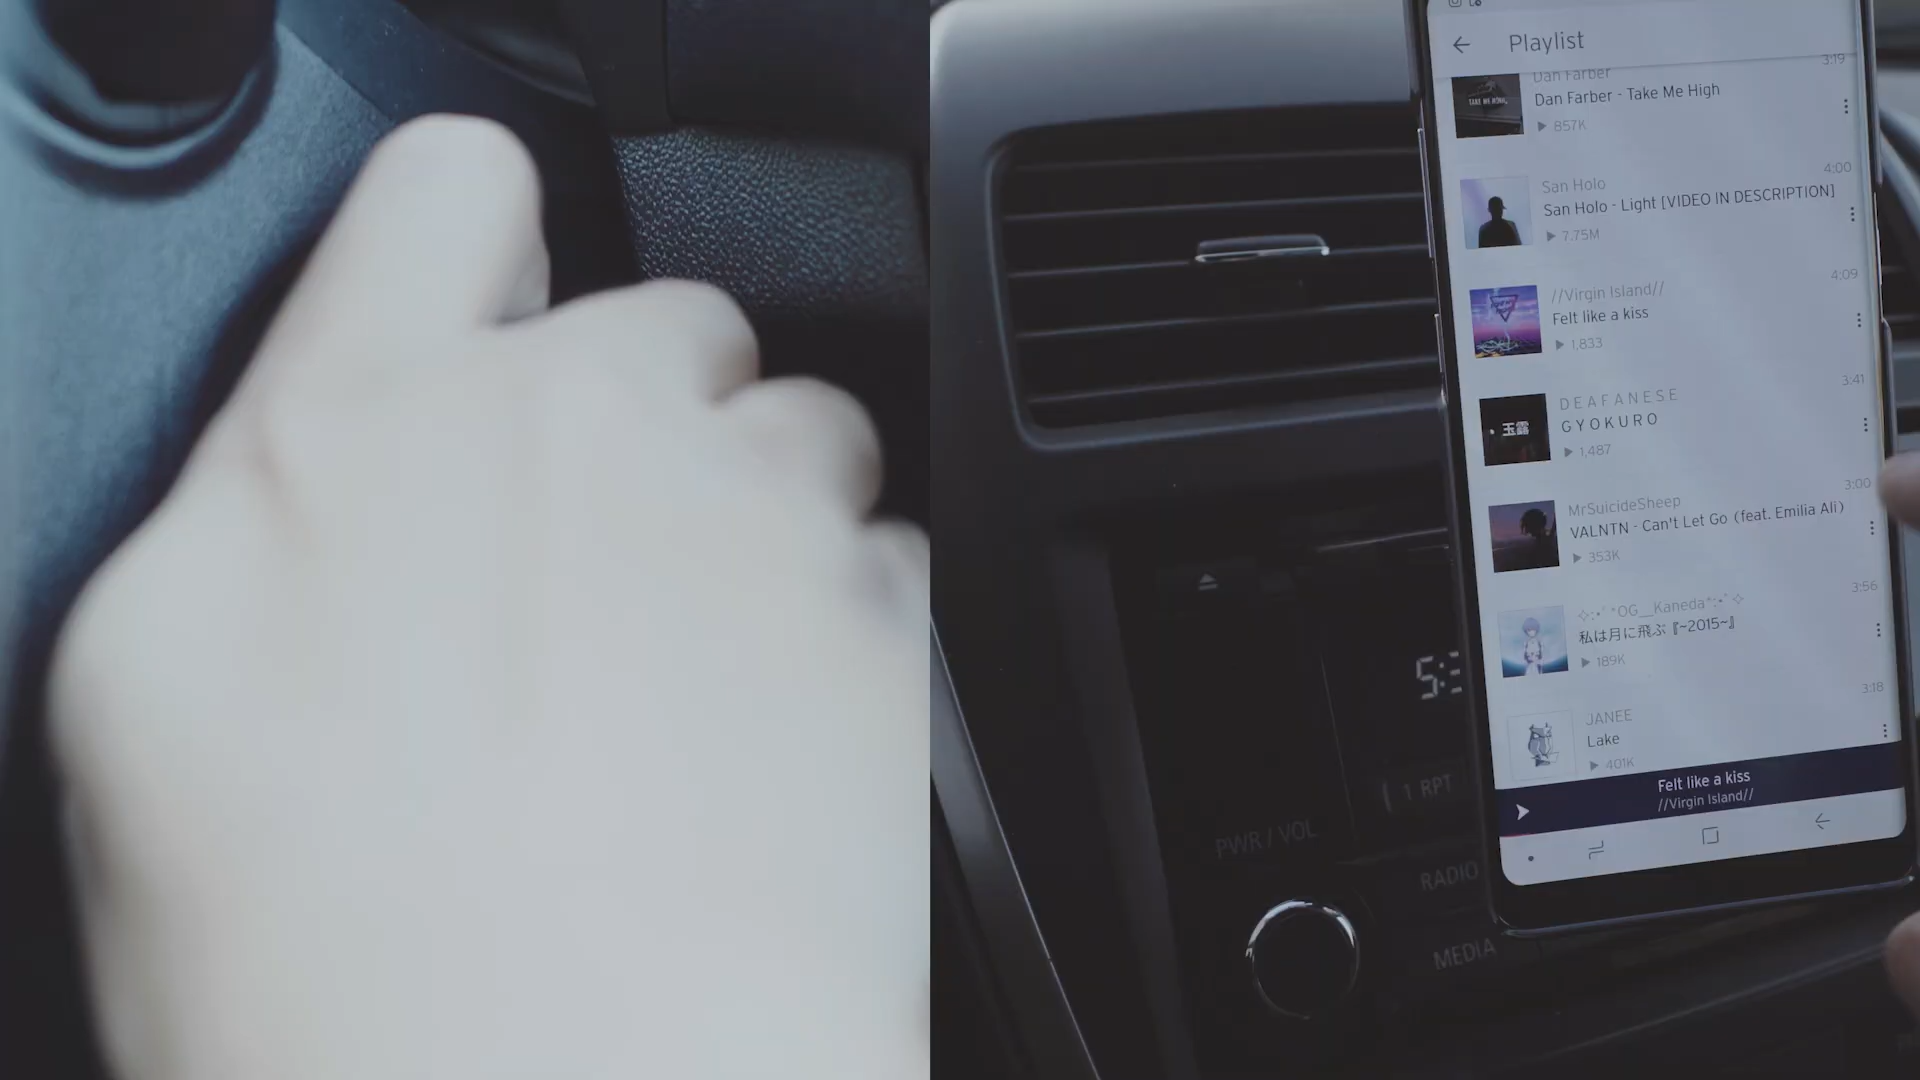 Playlist
3:19
Dan Farber
Dan Farber - Take Me High
857K
4:00
San Holo
San Holo - Light [VIDEO IN DESCRIPTION]
7.75M
4:09
//Virgin Island//
Felt like a kiss
1,833
3:41
D E A F A N E S E
G Y O K U R O
玉露
1,487
3:00
MrSuicideSheep
VALNTN - Can't Let Go (feat. Emilia Ali)
353K
3:56
✧:•˚*OG__Kaneda*:•˚✧
私は月に飛ぶ『~2015~』
189K
3:18
JANEE
Lake
401K
Felt like a kiss
//Virgin Island//
1 RPT
PWR / VOL
RADIO
MEDIA